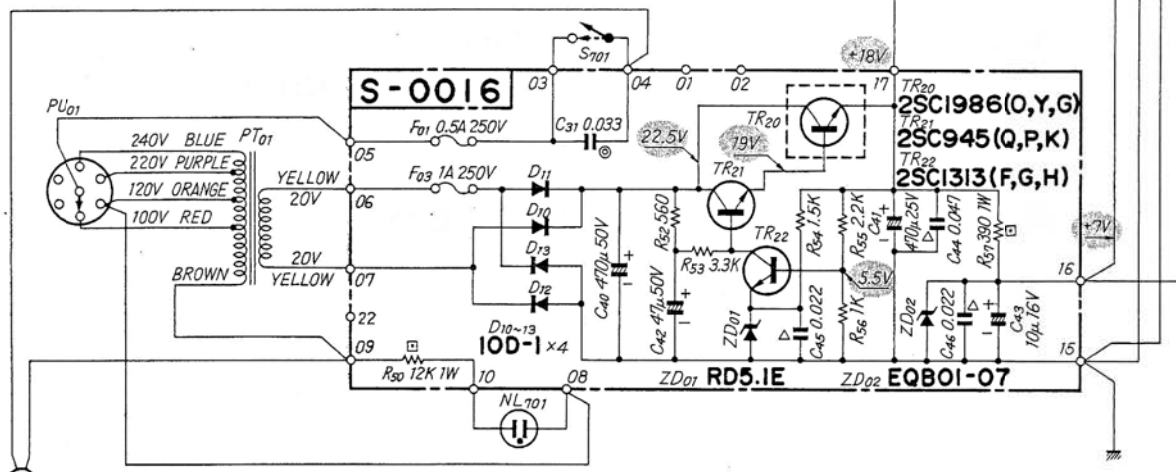 S701
+18V
S-0016
03
04
01
02
17
TR20
2SC1986(O,Y,G)
TR21
2SC945(Q,P,K)
TR22
2SC1313(F,G,H)
PU01
240V BLUE
220V PURPLE
120V ORANGE
100V RED
BROWN
PT01
YELLOW
20V
20V
YELLOW
05
06
07
22
09
F01 0.5A 250V
C31 0.033
F03 1A 250V
D11
D10
D13
D12
D10~13
10D-1 ×4
R50 12K 1W
10
08
NL701
C40 470μ 50V
22.5V
19V
TR20
TR21
TR22
R52 560
R53 3.3K
C42 47μ 50V
ZD01
C45 0.022
R54 1.5K
R55 2.2K
R56 1K
5.5V
C41
470μ 25V
C44 0.047
R57 390 1W
+7V
16
15
ZD02
C46 0.022
C43
10μ 16V
ZD01 RD5.1E
ZD02 EQB01-07